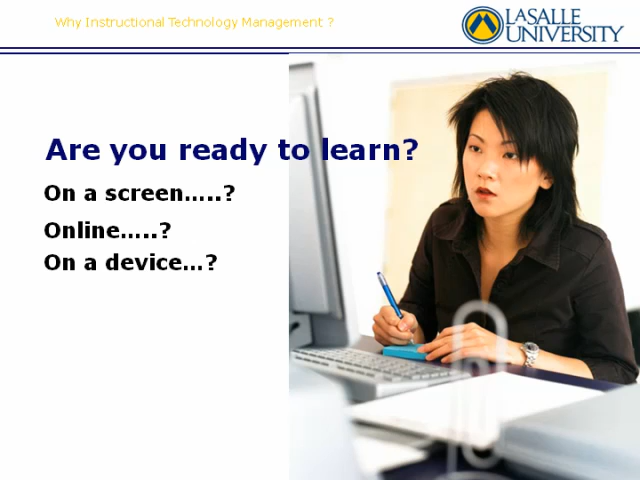 Why Instructional Technology Management ?
LASALLE
UNIVERSITY
Are you ready to learn?
On a screen…..?
Online…..?
On a device…?